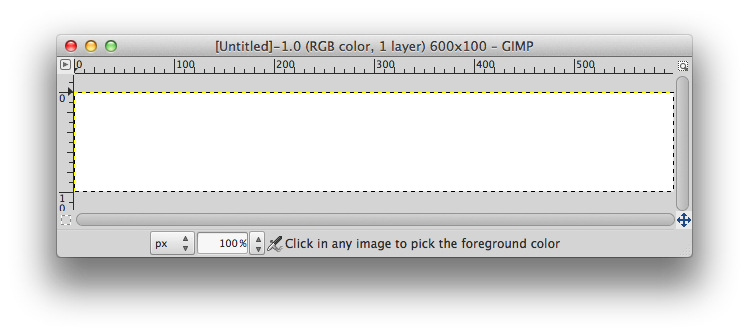 [Untitled]-1.0 (RGB color, 1 layer) 600x100 – GIMP
0 100 200 300 400 500
0
1
0
px 100% Click in any image to pick the foreground color